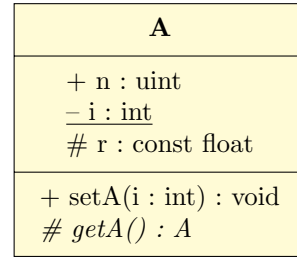 A
+ n : uint
– i : int
# r : const float
+ setA(i : int) : void
# getA() : A